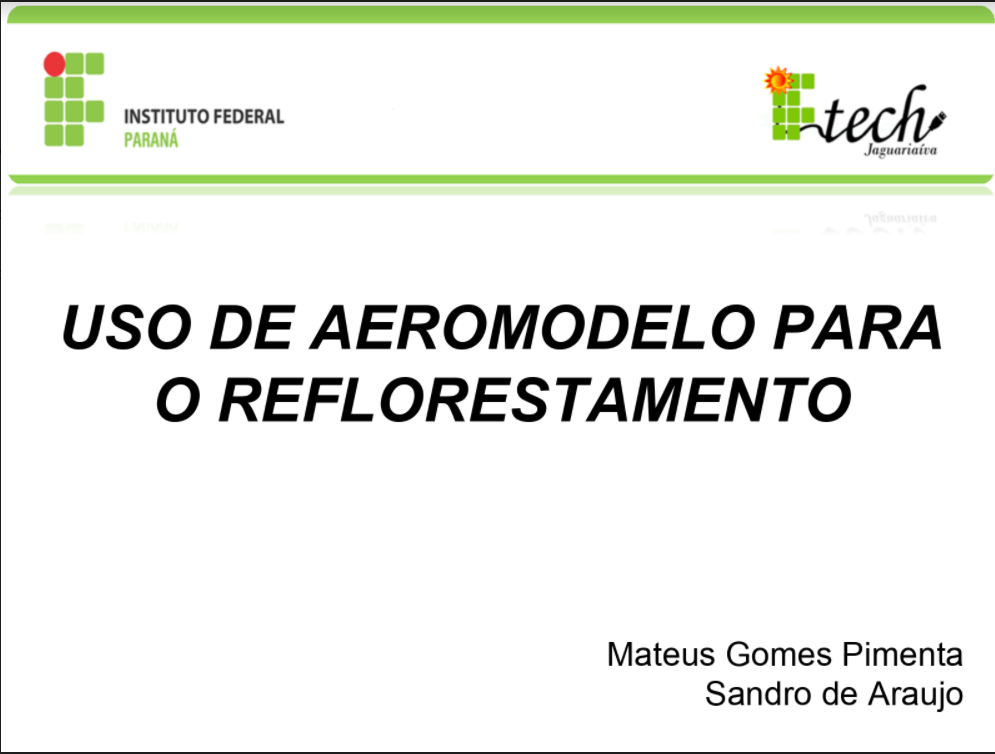 INSTITUTO FEDERAL
PARANÁ
tech
Jaguariaíva
USO DE AEROMODELO PARA
O REFLORESTAMENTO
Mateus Gomes Pimenta
Sandro de Araujo